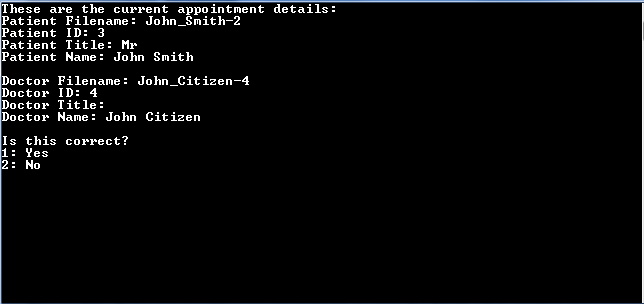 These are the current appointment details:
Patient Filename: John_Smith-2
Patient ID: 3
Patient Title: Mr
Patient Name: John Smith
Doctor Filename: John_Citizen-4
Doctor ID: 4
Doctor Title:
Doctor Name: John Citizen
Is this correct?
1: Yes
2: No